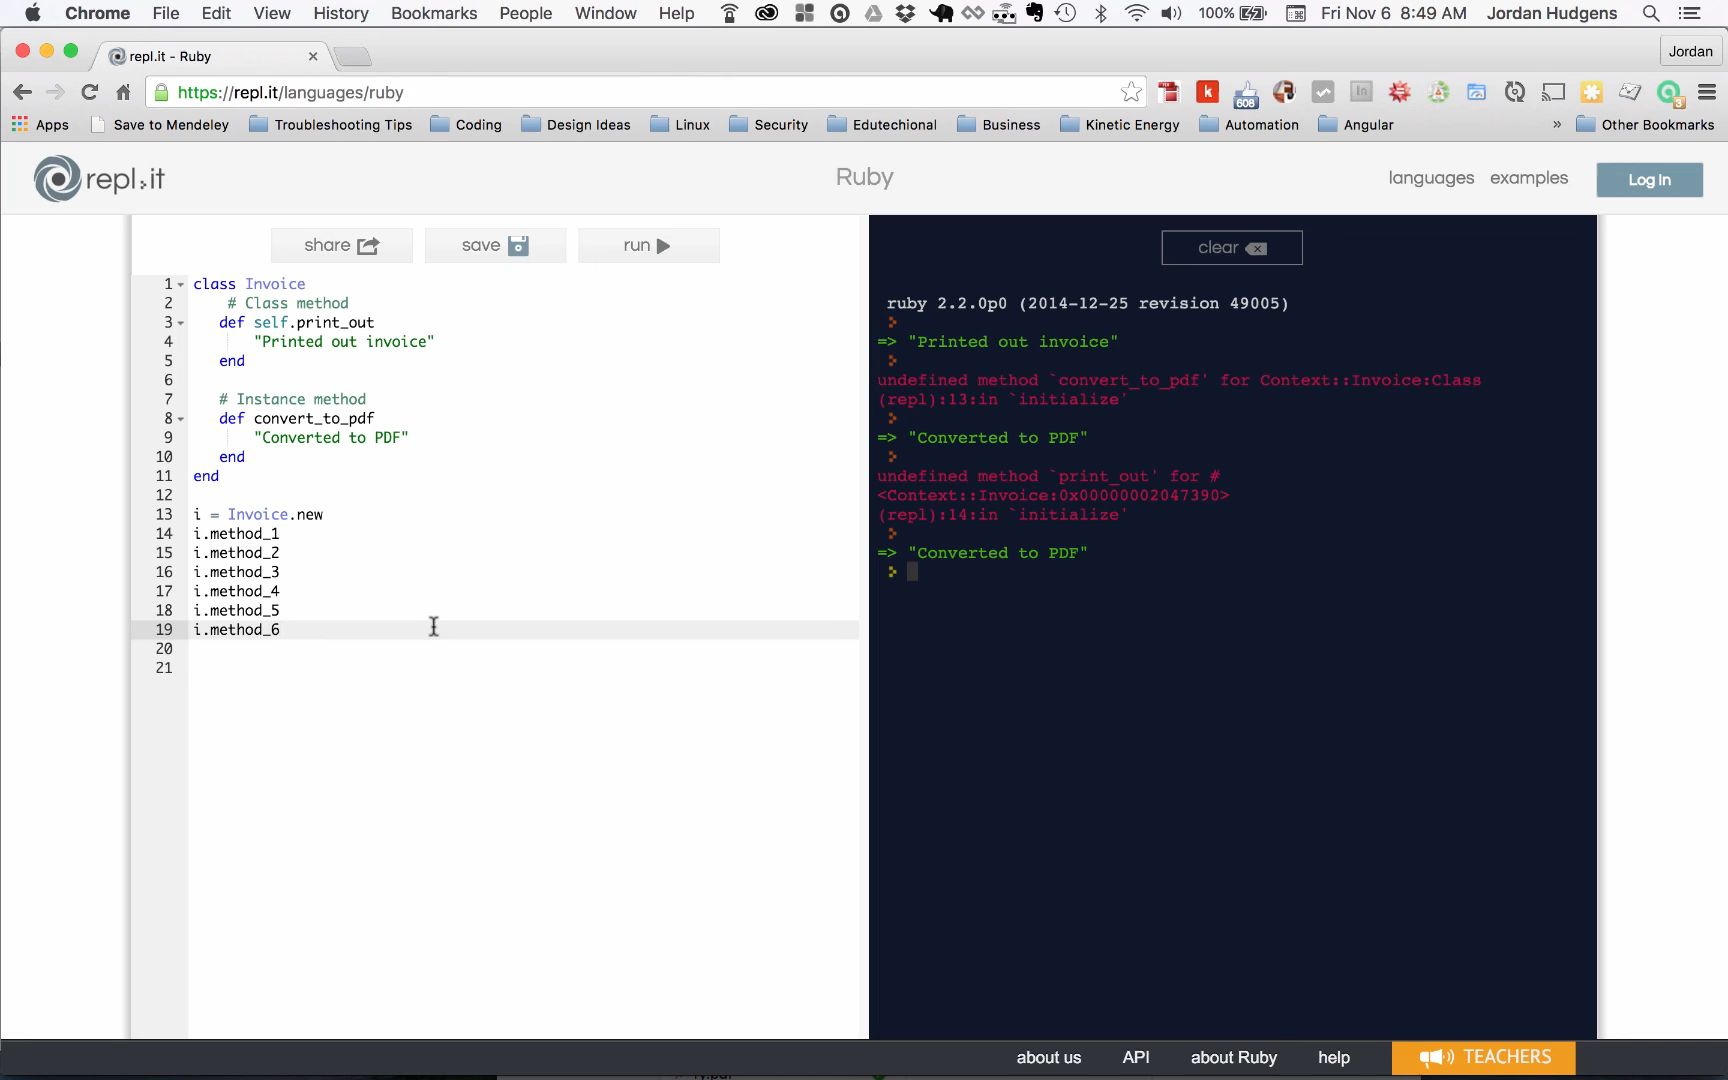 Chrome File Edit View History Bookmarks People Window Help 100% Fri Nov 6 8:49 AM Jordan Hudgens
repl.it - Ruby Jordan
https://repl.it/languages/ruby 608 3
Apps Save to Mendeley Troubleshooting Tips Coding Design Ideas Linux Security Edutechional Business Kinetic Energy Automation Angular » Other Bookmarks
repl.it Ruby languages examples Log In
share save run
1 class Invoice
2 # Class method
3 def self.print_out
4 "Printed out invoice"
5 end
6
7 # Instance method
8 def convert_to_pdf
9 "Converted to PDF"
10 end
11 end
12
13 i = Invoice.new
14 i.method_1
15 i.method_2
16 i.method_3
17 i.method_4
18 i.method_5
19 i.method_6
20
21
clear
ruby 2.2.0p0 (2014-12-25 revision 49005)
=> "Printed out invoice"
undefined method `convert_to_pdf' for Context::Invoice:Class
(repl):13:in `initialize'
=> "Converted to PDF"
undefined method `print_out' for #
<Context::Invoice:0x00000002047390>
(repl):14:in `initialize'
=> "Converted to PDF"
about us API about Ruby help TEACHERS